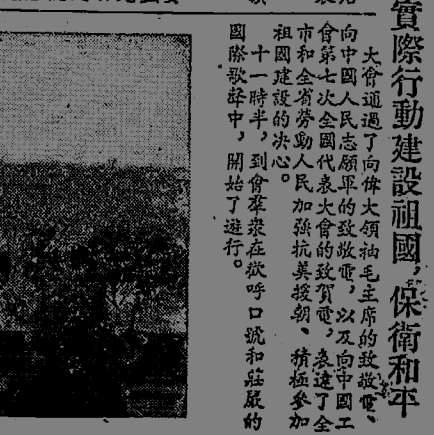 實際行動建設祖國，保衛和平
大會通過了向偉大領袖毛主席的致敬電、
向中國人民志願軍的致敬電，以及向中國工
會第七次全國代表大會的致賀電，表達了全
市和全省勞動人民加強抗美援朝、積極參加
祖國建設的決心。
十一時半，到會羣衆在歡呼口號和莊嚴的
國際歌聲中，開始了遊行。